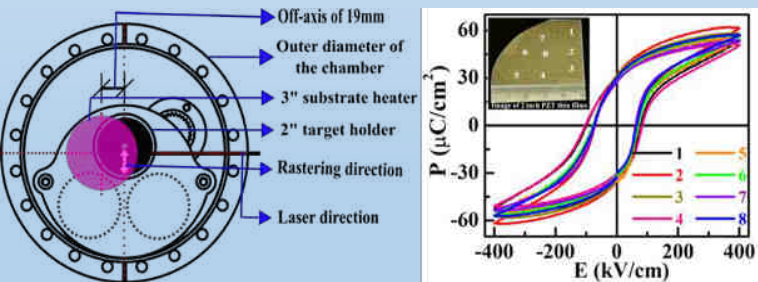 Off-axis of 19mm
Outer diameter of
the chamber
3" substrate heater
2" target holder
Rastering direction
Laser direction
P (μC/cm²)
60
30
0
-30
-60
-400
-200
0
200
400
E (kV/cm)
Image of 2 inch PZT thin films
1
2
3
4
5
6
7
8